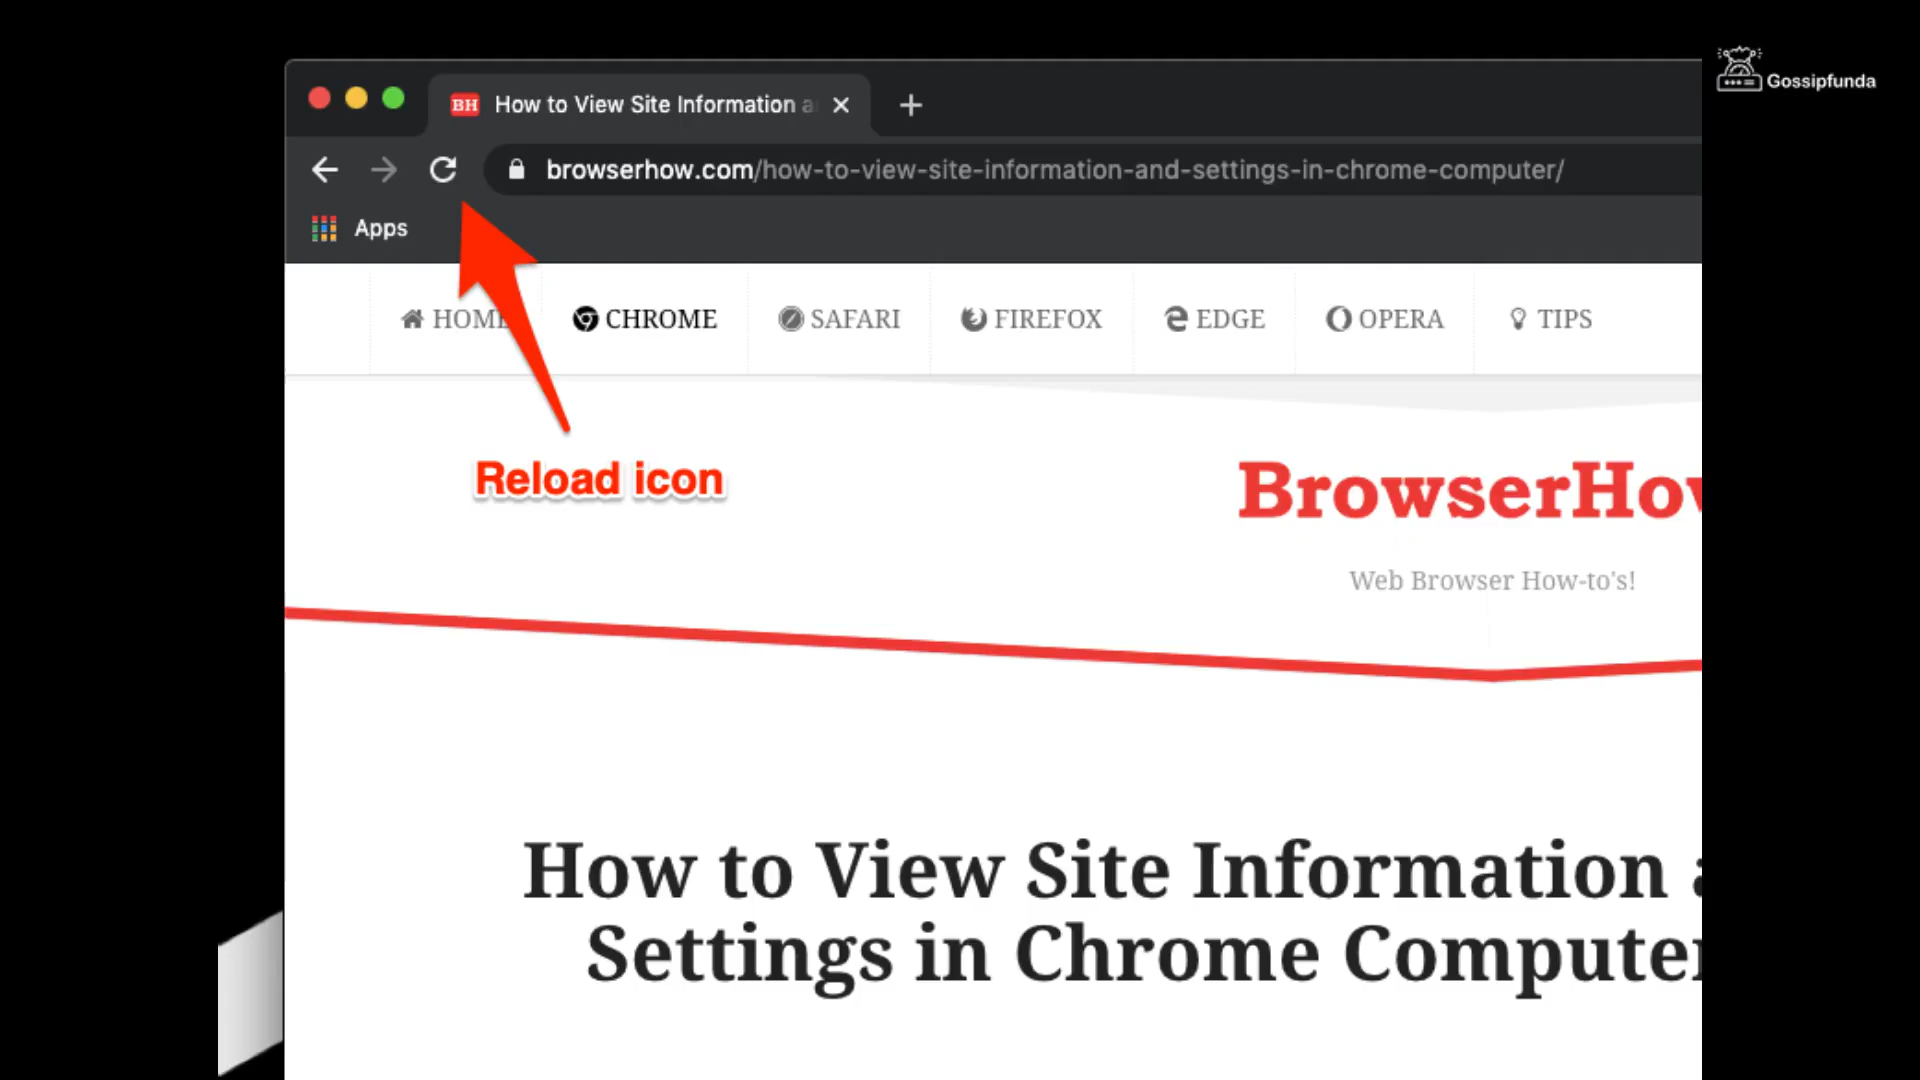 Gossipfunda
BH How to View Site Information a
browserhow.com/how-to-view-site-information-and-settings-in-chrome-computer/
Apps
HOME CHROME SAFARI FIREFOX EDGE OPERA TIPS
Reload icon
BrowserHow
Web Browser How-to's!
How to View Site Information a
Settings in Chrome Computer